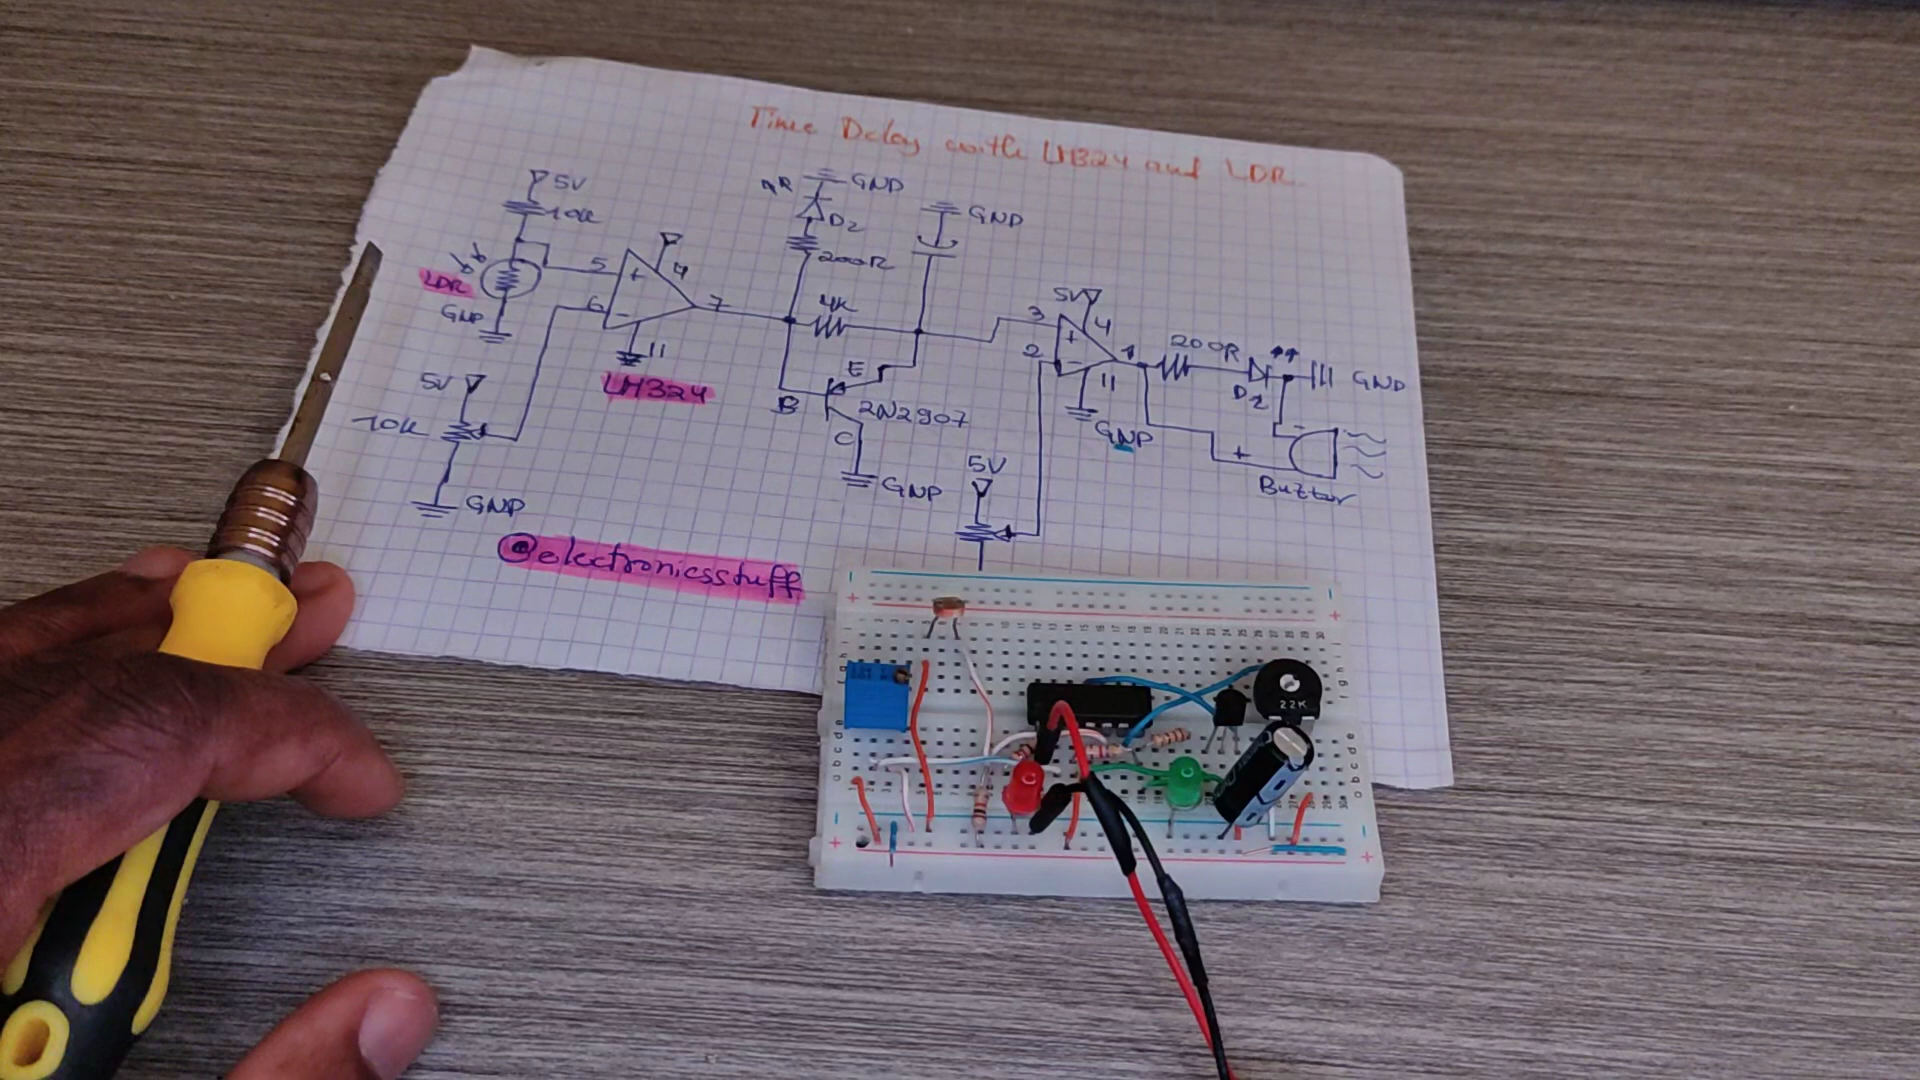 Time Delay with LM324 and LDR
5V
10K
LDR
GND
5
6
+
-
4
7
11
LM324
5V
10K
GND
GND
D2
200R
4K
GND
B
E
C
2N2907
GND
5V
3
2
+
-
5V
4
1
11
GND
200R
D1
GND
-
+
Buzzer
@electronicsstuff
22K